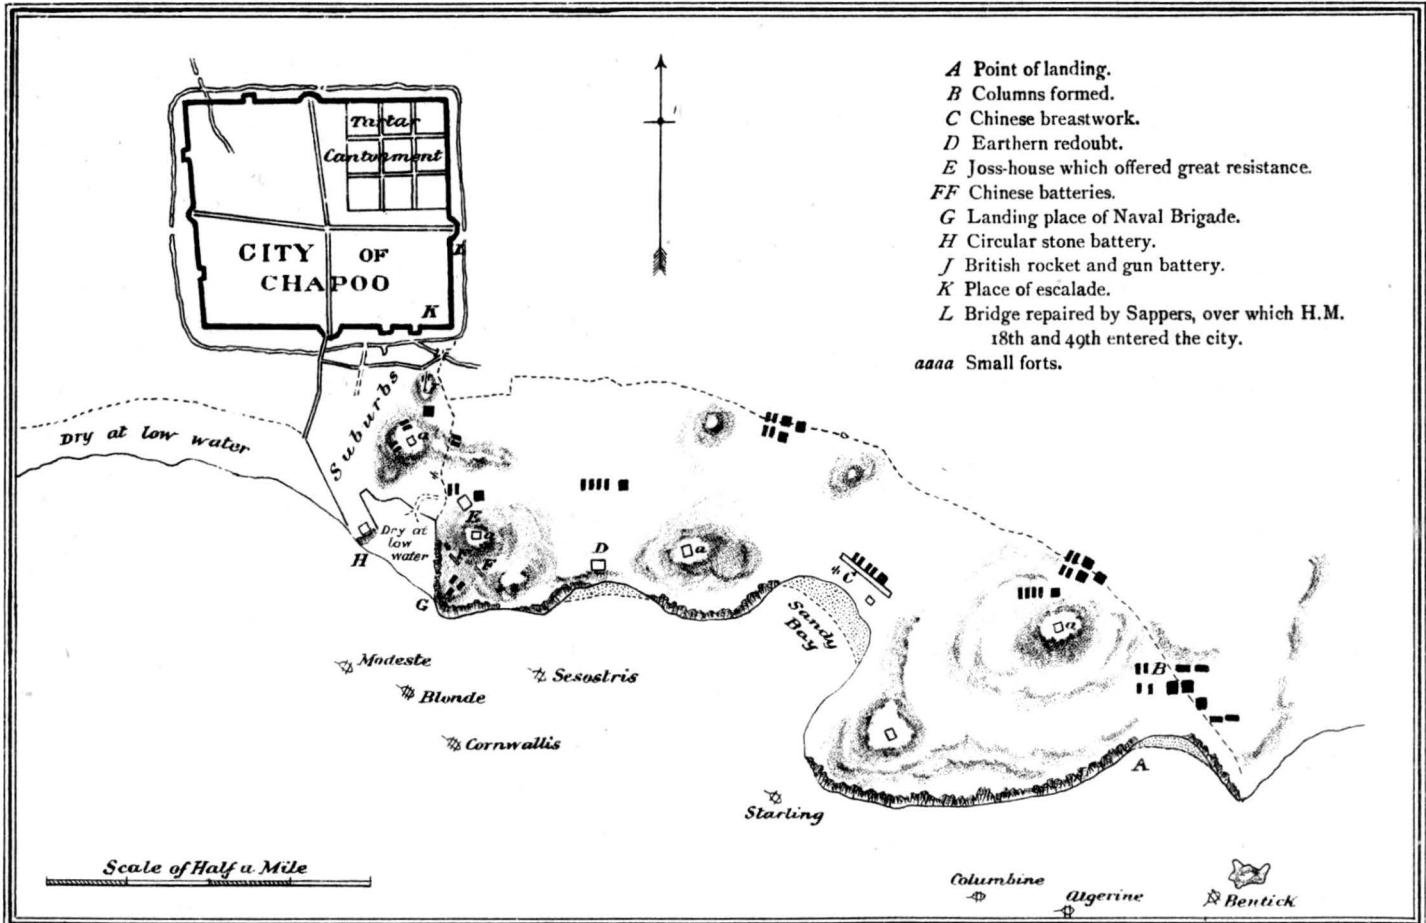 A Point of landing.
B Columns formed.
C Chinese breastwork.
D Earthern redoubt.
E Joss-house which offered great resistance.
FF Chinese batteries.
G Landing place of Naval Brigade.
H Circular stone battery.
J British rocket and gun battery.
K Place of escalade.
L Bridge repaired by Sappers, over which H.M.
18th and 49th entered the city.
aaaa Small forts.
Tartar
Cantonment
CITY OF
CHAPOO
L
K
Suburbs
J
a
Dry at low water
E
a
Dry at
low
water
F
H
G
D
a
C
Sandy
Bay
a
B
A
Modeste
Blonde
Sesostris
Cornwallis
Starling
Columbine
Algerine
Bentick
Scale of Half a Mile